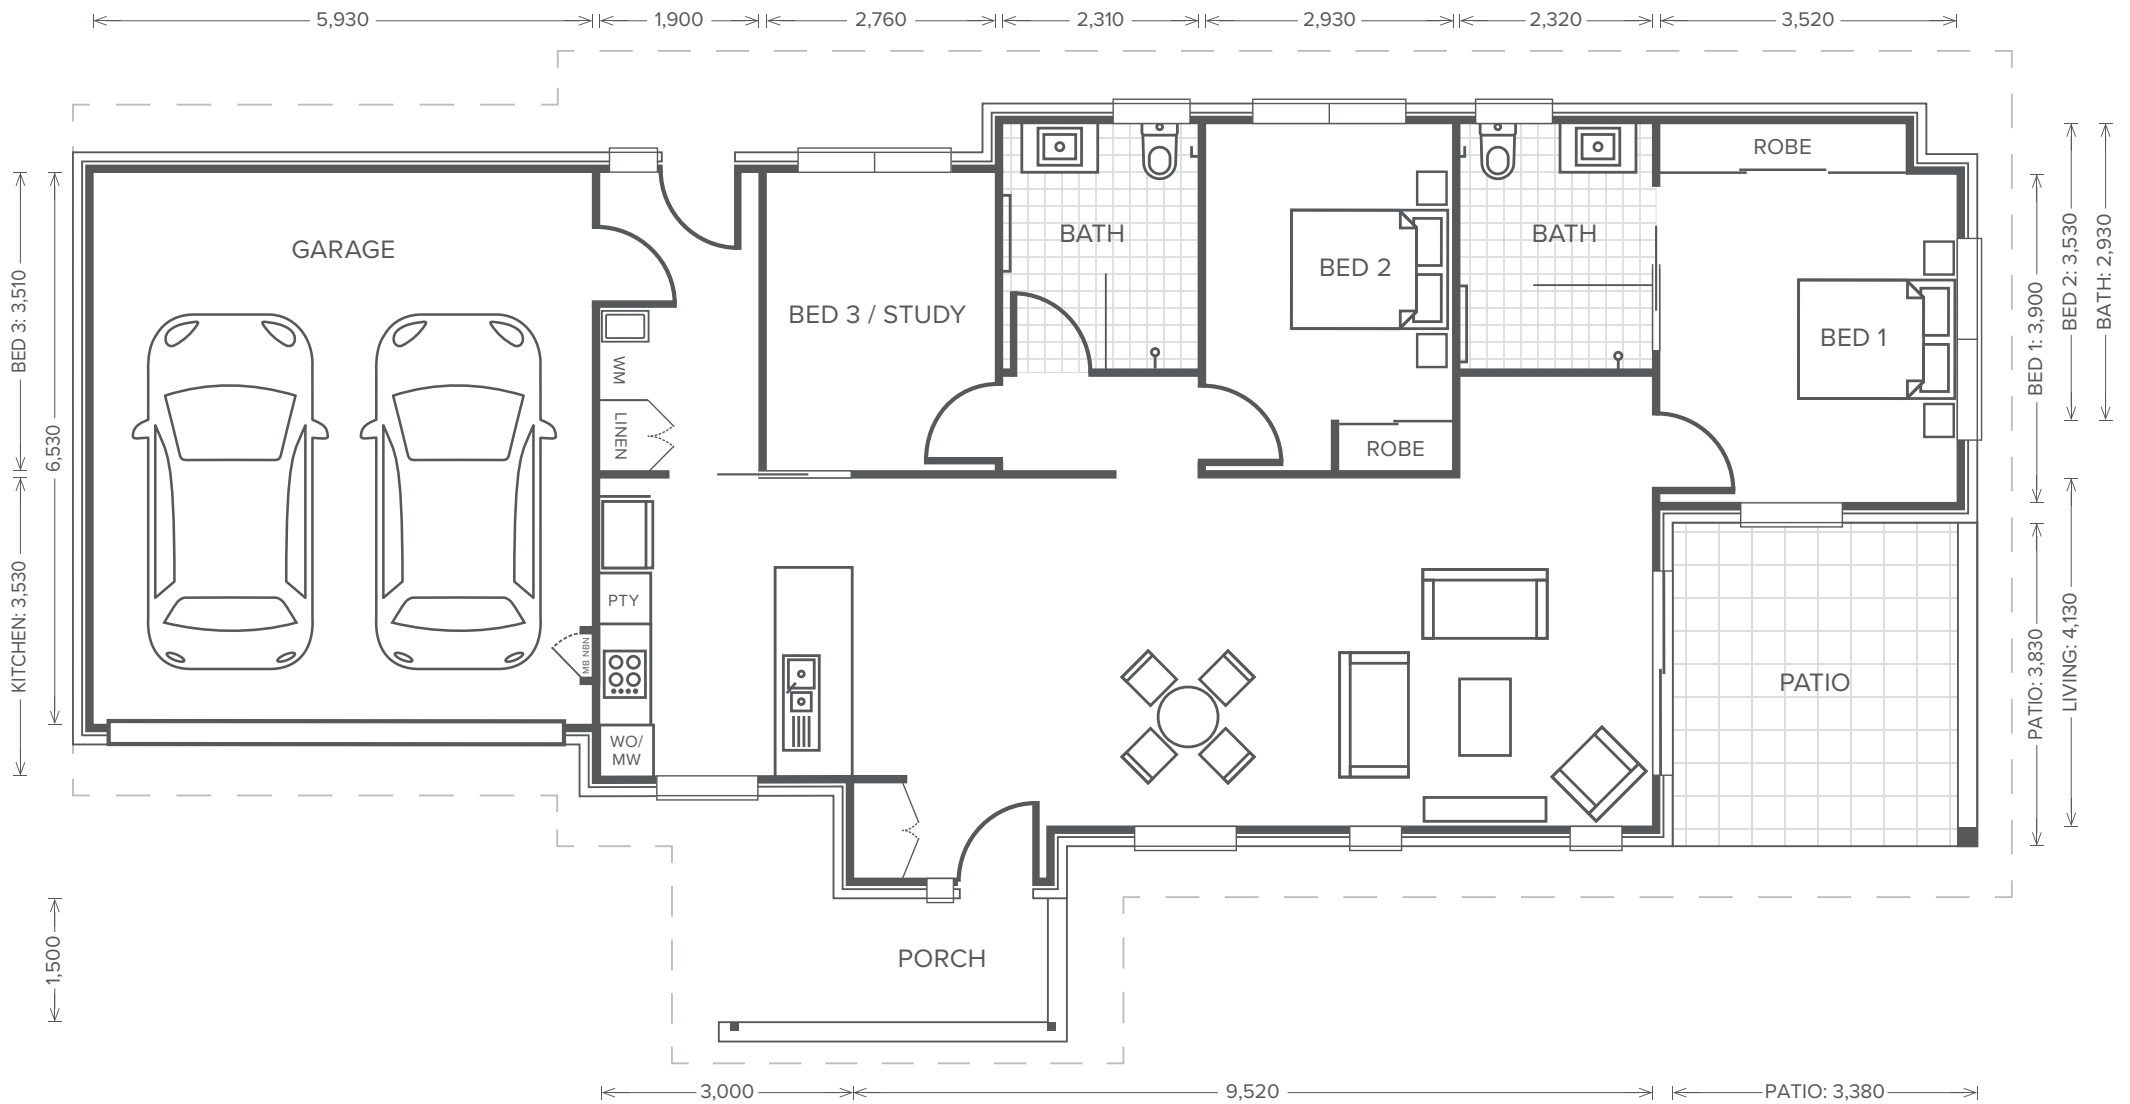 5,930
1,900
2,760
2,310
2,930
2,320
3,520
ROBE
GARAGE
BED 3 / STUDY
BATH
BED 2
BATH
BED 1
WM
LINEN
ROBE
PTY
MB NBN
WO/
MW
PATIO
PORCH
BED 3: 3,510
KITCHEN: 3,530
6,530
1,500
BED 1: 3,900
PATIO: 3,830
BED 2: 3,530
LIVING: 4,130
BATH: 2,930
3,000
9,520
PATIO: 3,380